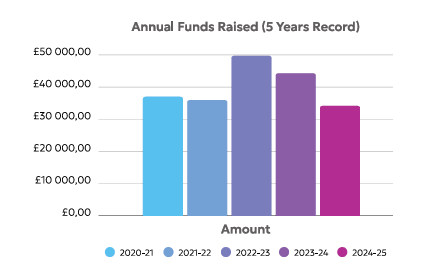 Annual Funds Raised (5 Years Record)
£50 000,00
£40 000,00
£30 000,00
£20 000,00
£10 000,00
£0,00
Amount
2020-21 2021-22 2022-23 2023-24 2024-25